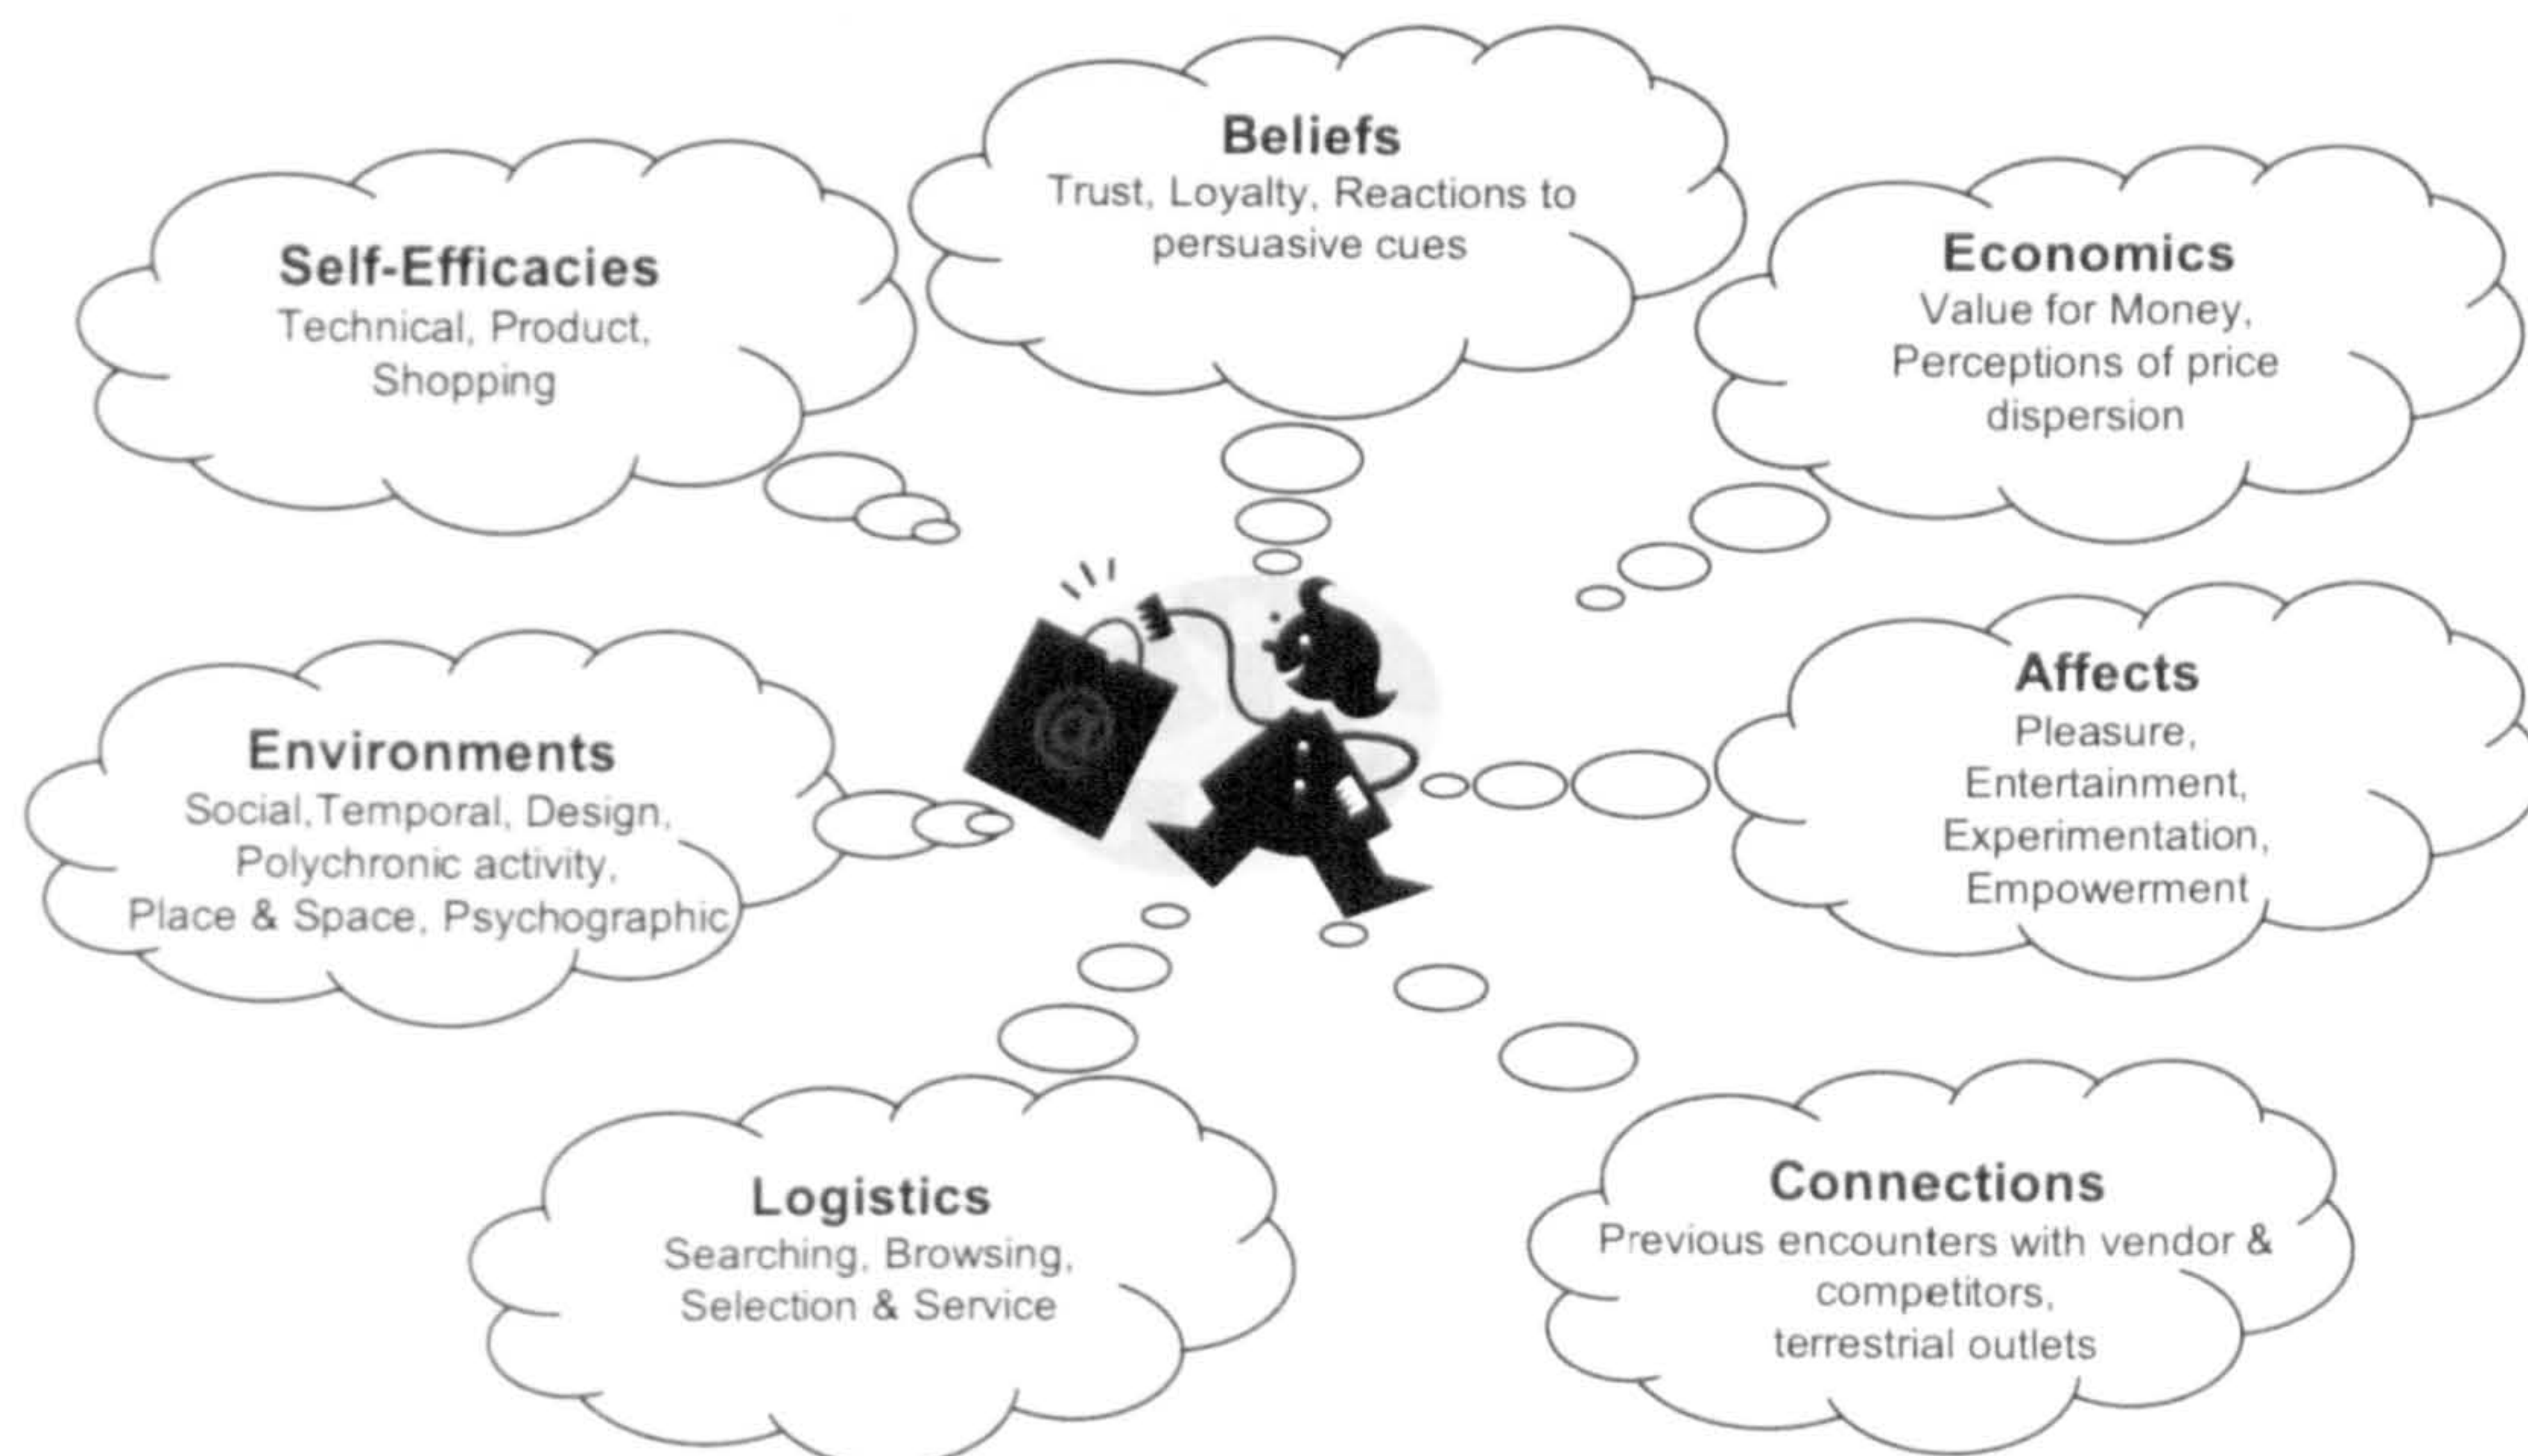 Beliefs
Trust, Loyalty, Reactions to
persuasive cues
Self-Efficacies
Technical, Product,
Shopping
Economics
Value for Money,
Perceptions of price
dispersion
Affects
Pleasure,
Entertainment,
Experimentation,
Empowerment
Environments
Social,Temporal, Design,
Polychronic activity,
Place & Space, Psychographic
@
Logistics
Searching, Browsing,
Selection & Service
Connections
Previous encounters with vendor &
competitors,
terrestrial outlets